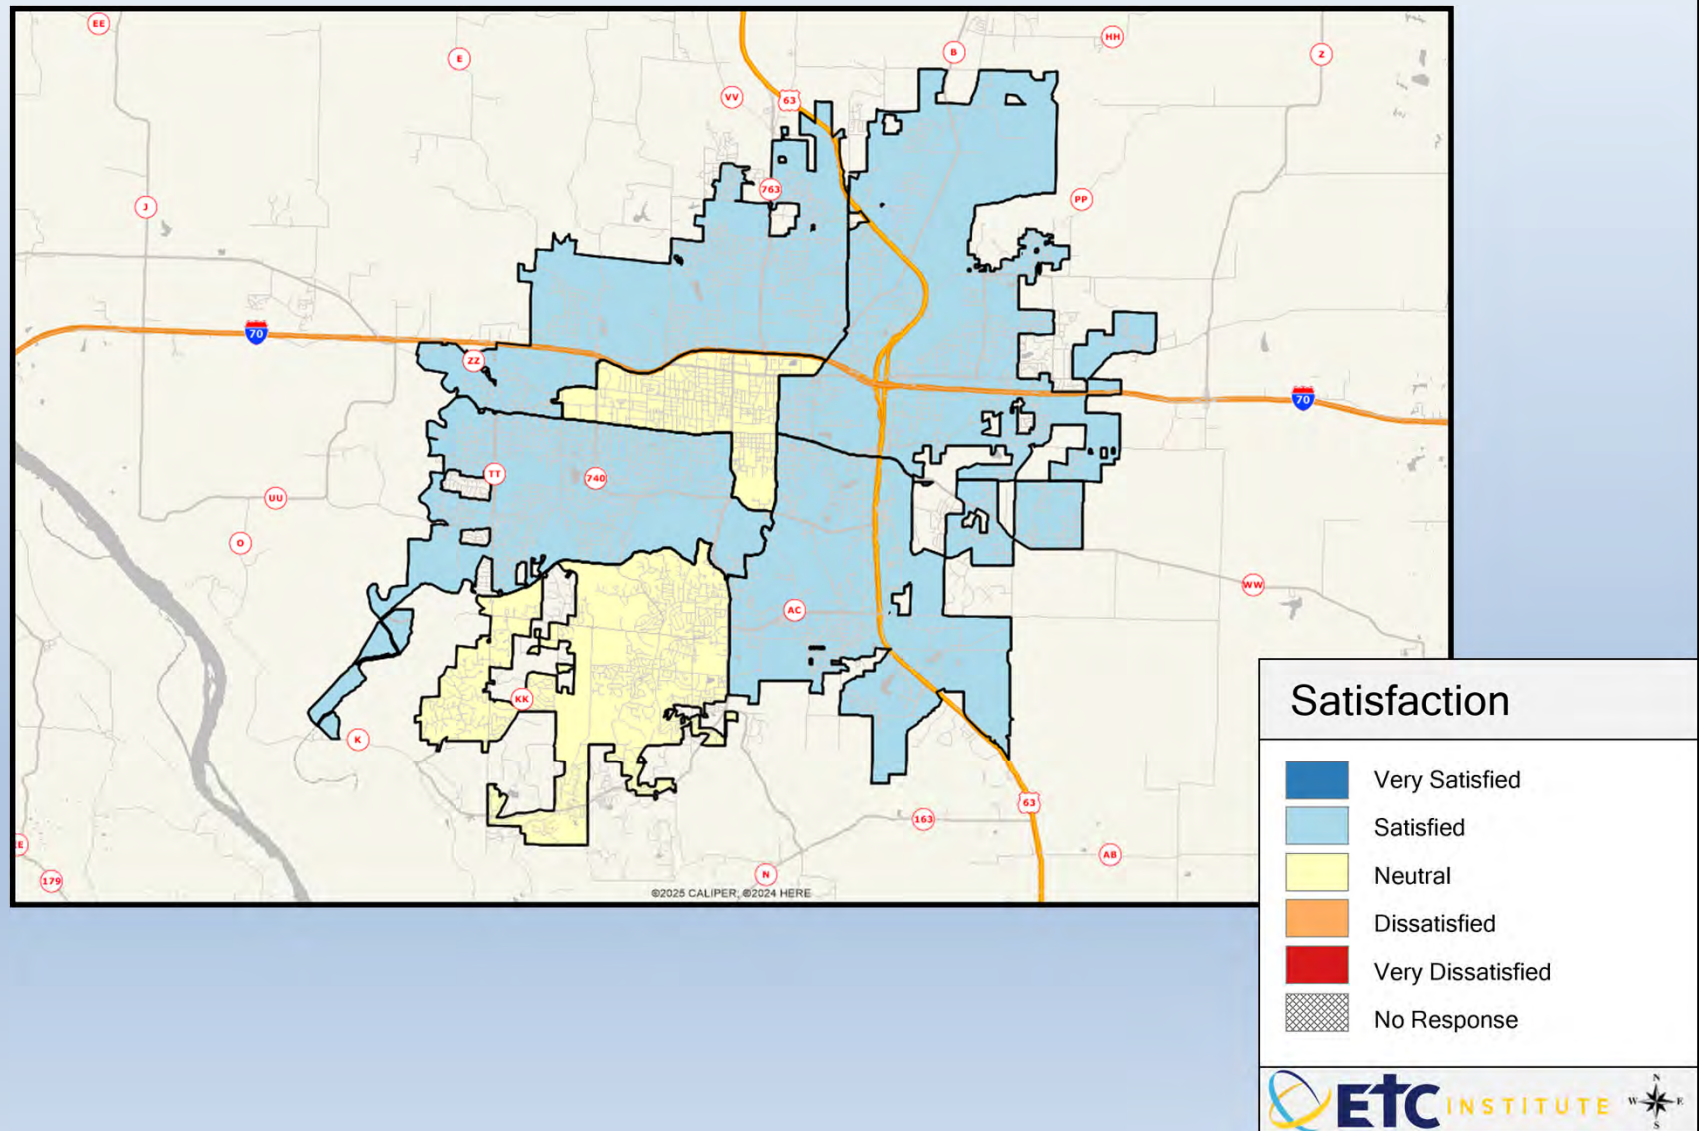 EE
E
B
HH
Z
VV
63
763
PP
J
70
ZZ
70
TT
740
UU
O
WW
AC
KK
K
63
163
AB
N
179
©2025 CALIPER; ©2024 HERE
Satisfaction
Very Satisfied
Satisfied
Neutral
Dissatisfied
Very Dissatisfied
No Response
ETC INSTITUTE
N
W E
S